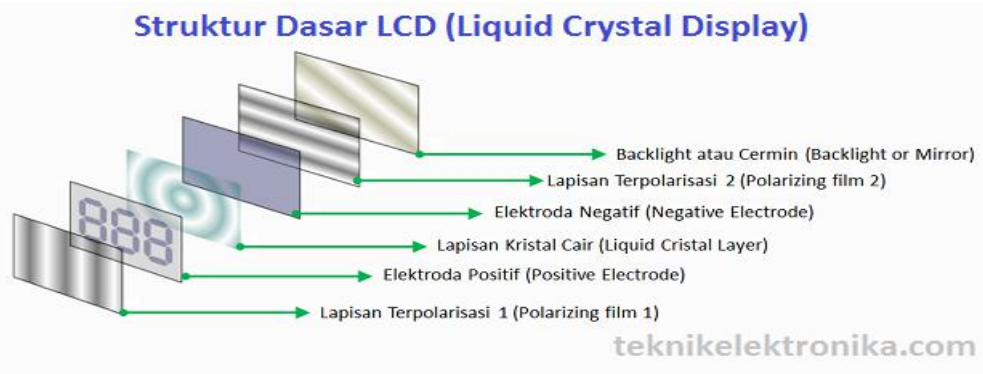 Struktur Dasar LCD (Liquid Crystal Display)
Backlight atau Cermin (Backlight or Mirror)
Lapisan Terpolarisasi 2 (Polarizing film 2)
Elektroda Negatif (Negative Electrode)
Lapisan Kristal Cair (Liquid Cristal Layer)
888
Elektroda Positif (Positive Electrode)
Lapisan Terpolarisasi 1 (Polarizing film 1)
teknikelektronika.com